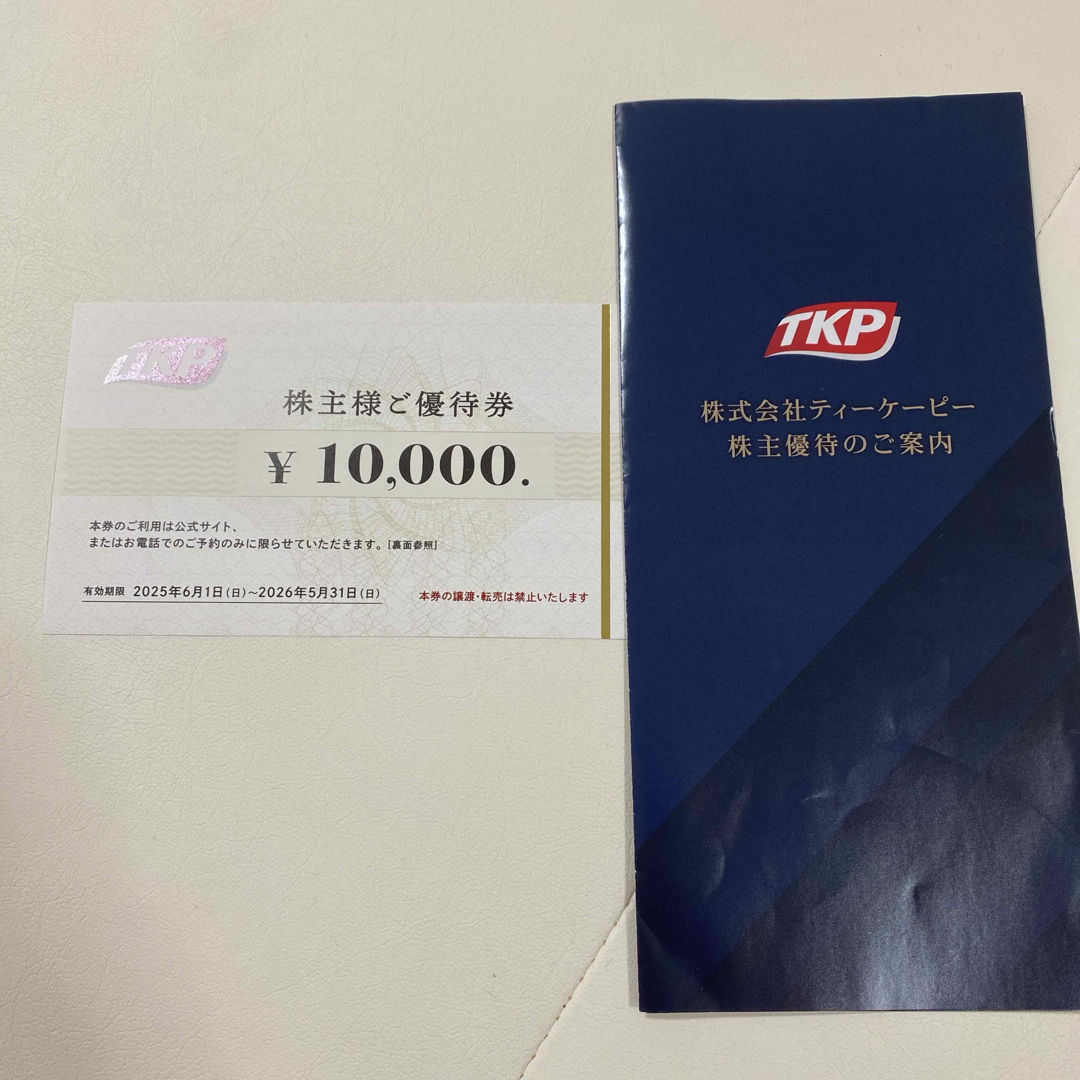 TKP
株主様ご優待券
¥ 10,000.
本券のご利用は公式サイト、
またはお電話でのご予約のみに限らせていただきます。[裏面参照]
有効期限 2025年6月1日(日)~2026年5月31日(日)
本券の譲渡・転売は禁止いたします
TKP
株式会社ティーケーピー
株主優待のご案内